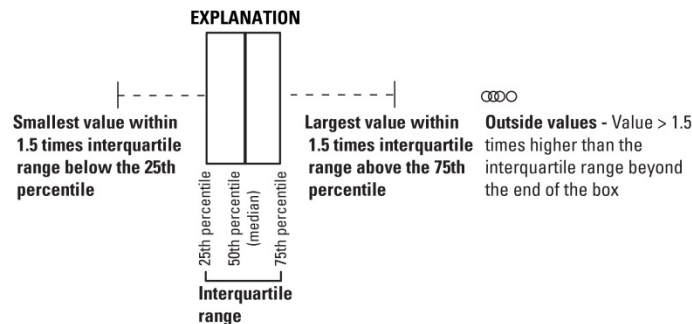 EXPLANATION
Smallest value within
1.5 times interquartile
range below the 25th
percentile
Largest value within
1.5 times interquartile
range above the 75th
percentile
Outside values - Value > 1.5
times higher than the
interquartile range beyond
the end of the box
25th percentile
50th percentile
(median)
75th percentile
Interquartile
range